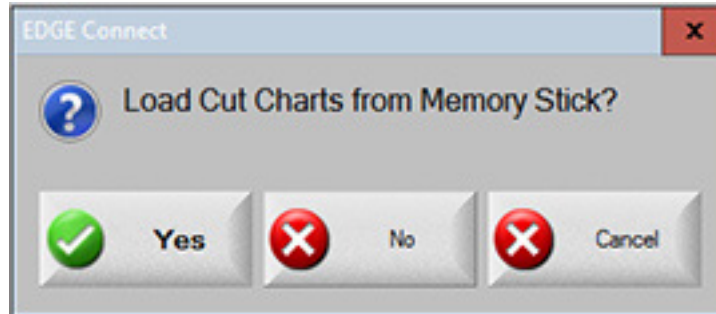 EDGE Connect
Load Cut Charts from Memory Stick?
Yes
No
Cancel